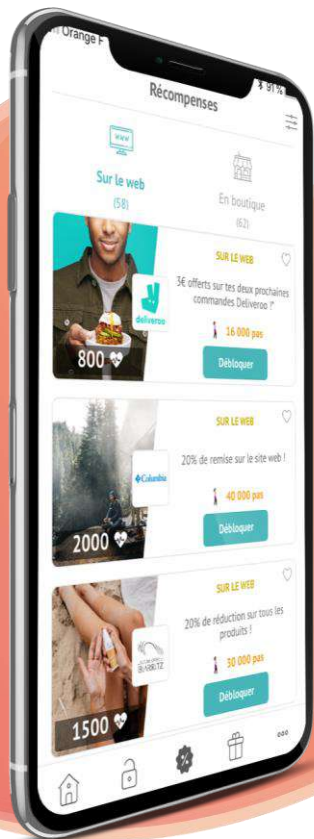 Orange F
91 %
Récompenses
www
Sur le web
(58)
En boutique
(62)
SUR LE WEB
3€ offerts sur tes deux prochaines
commandes Deliveroo !*
deliveroo
16 000 pas
800
Débloquer
SUR LE WEB
20% de remise sur le site web !
Columbia
40 000 pas
2000
Débloquer
SUR LE WEB
20% de réduction sur tous les
produits !
BIARRITZ
30 000 pas
1500
Débloquer